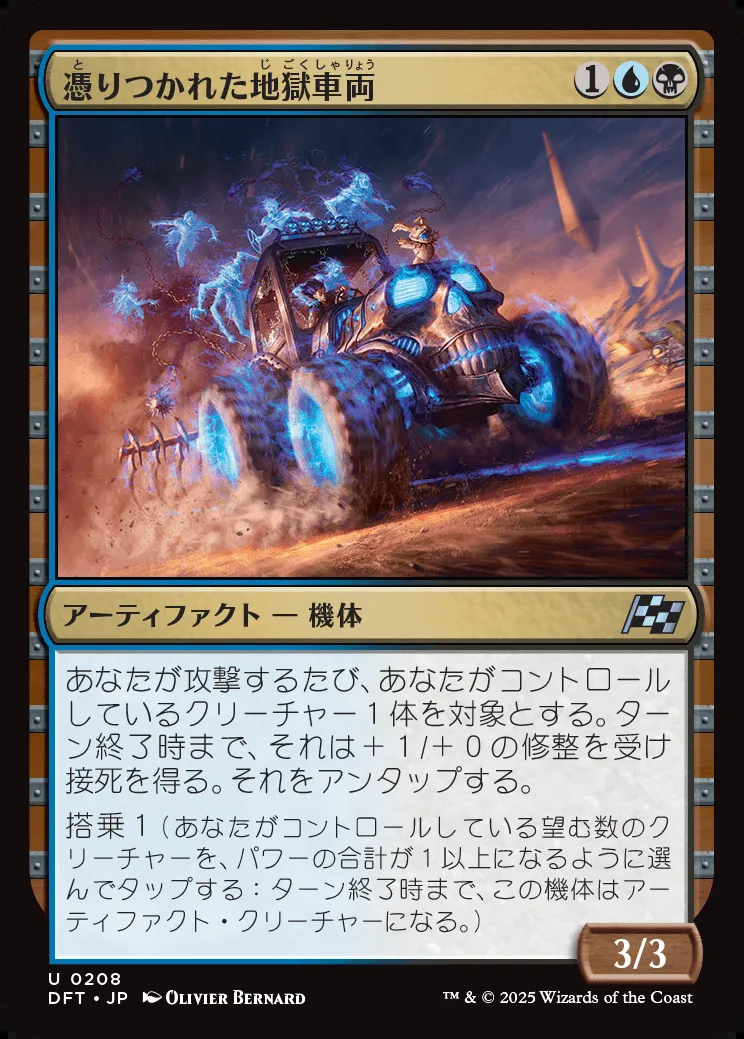 憑りつかれた地獄車両
と じごくしゃりょう
1
アーティファクト — 機体
あなたが攻撃するたび、あなたがコントロール
しているクリーチャー1体を対象とする。ター
ン終了時まで、それは+1/+0の修整を受け
接死を得る。それをアンタップする。
搭乗1(あなたがコントロールしている望む数のク
リーチャーを、パワーの合計が1以上になるように選
んでタップする:ターン終了時まで、この機体はアー
ティファクト・クリーチャーになる。)
3/3
U 0208
DFT • JP OLIVIER BERNARD
™ & © 2025 Wizards of the Coast